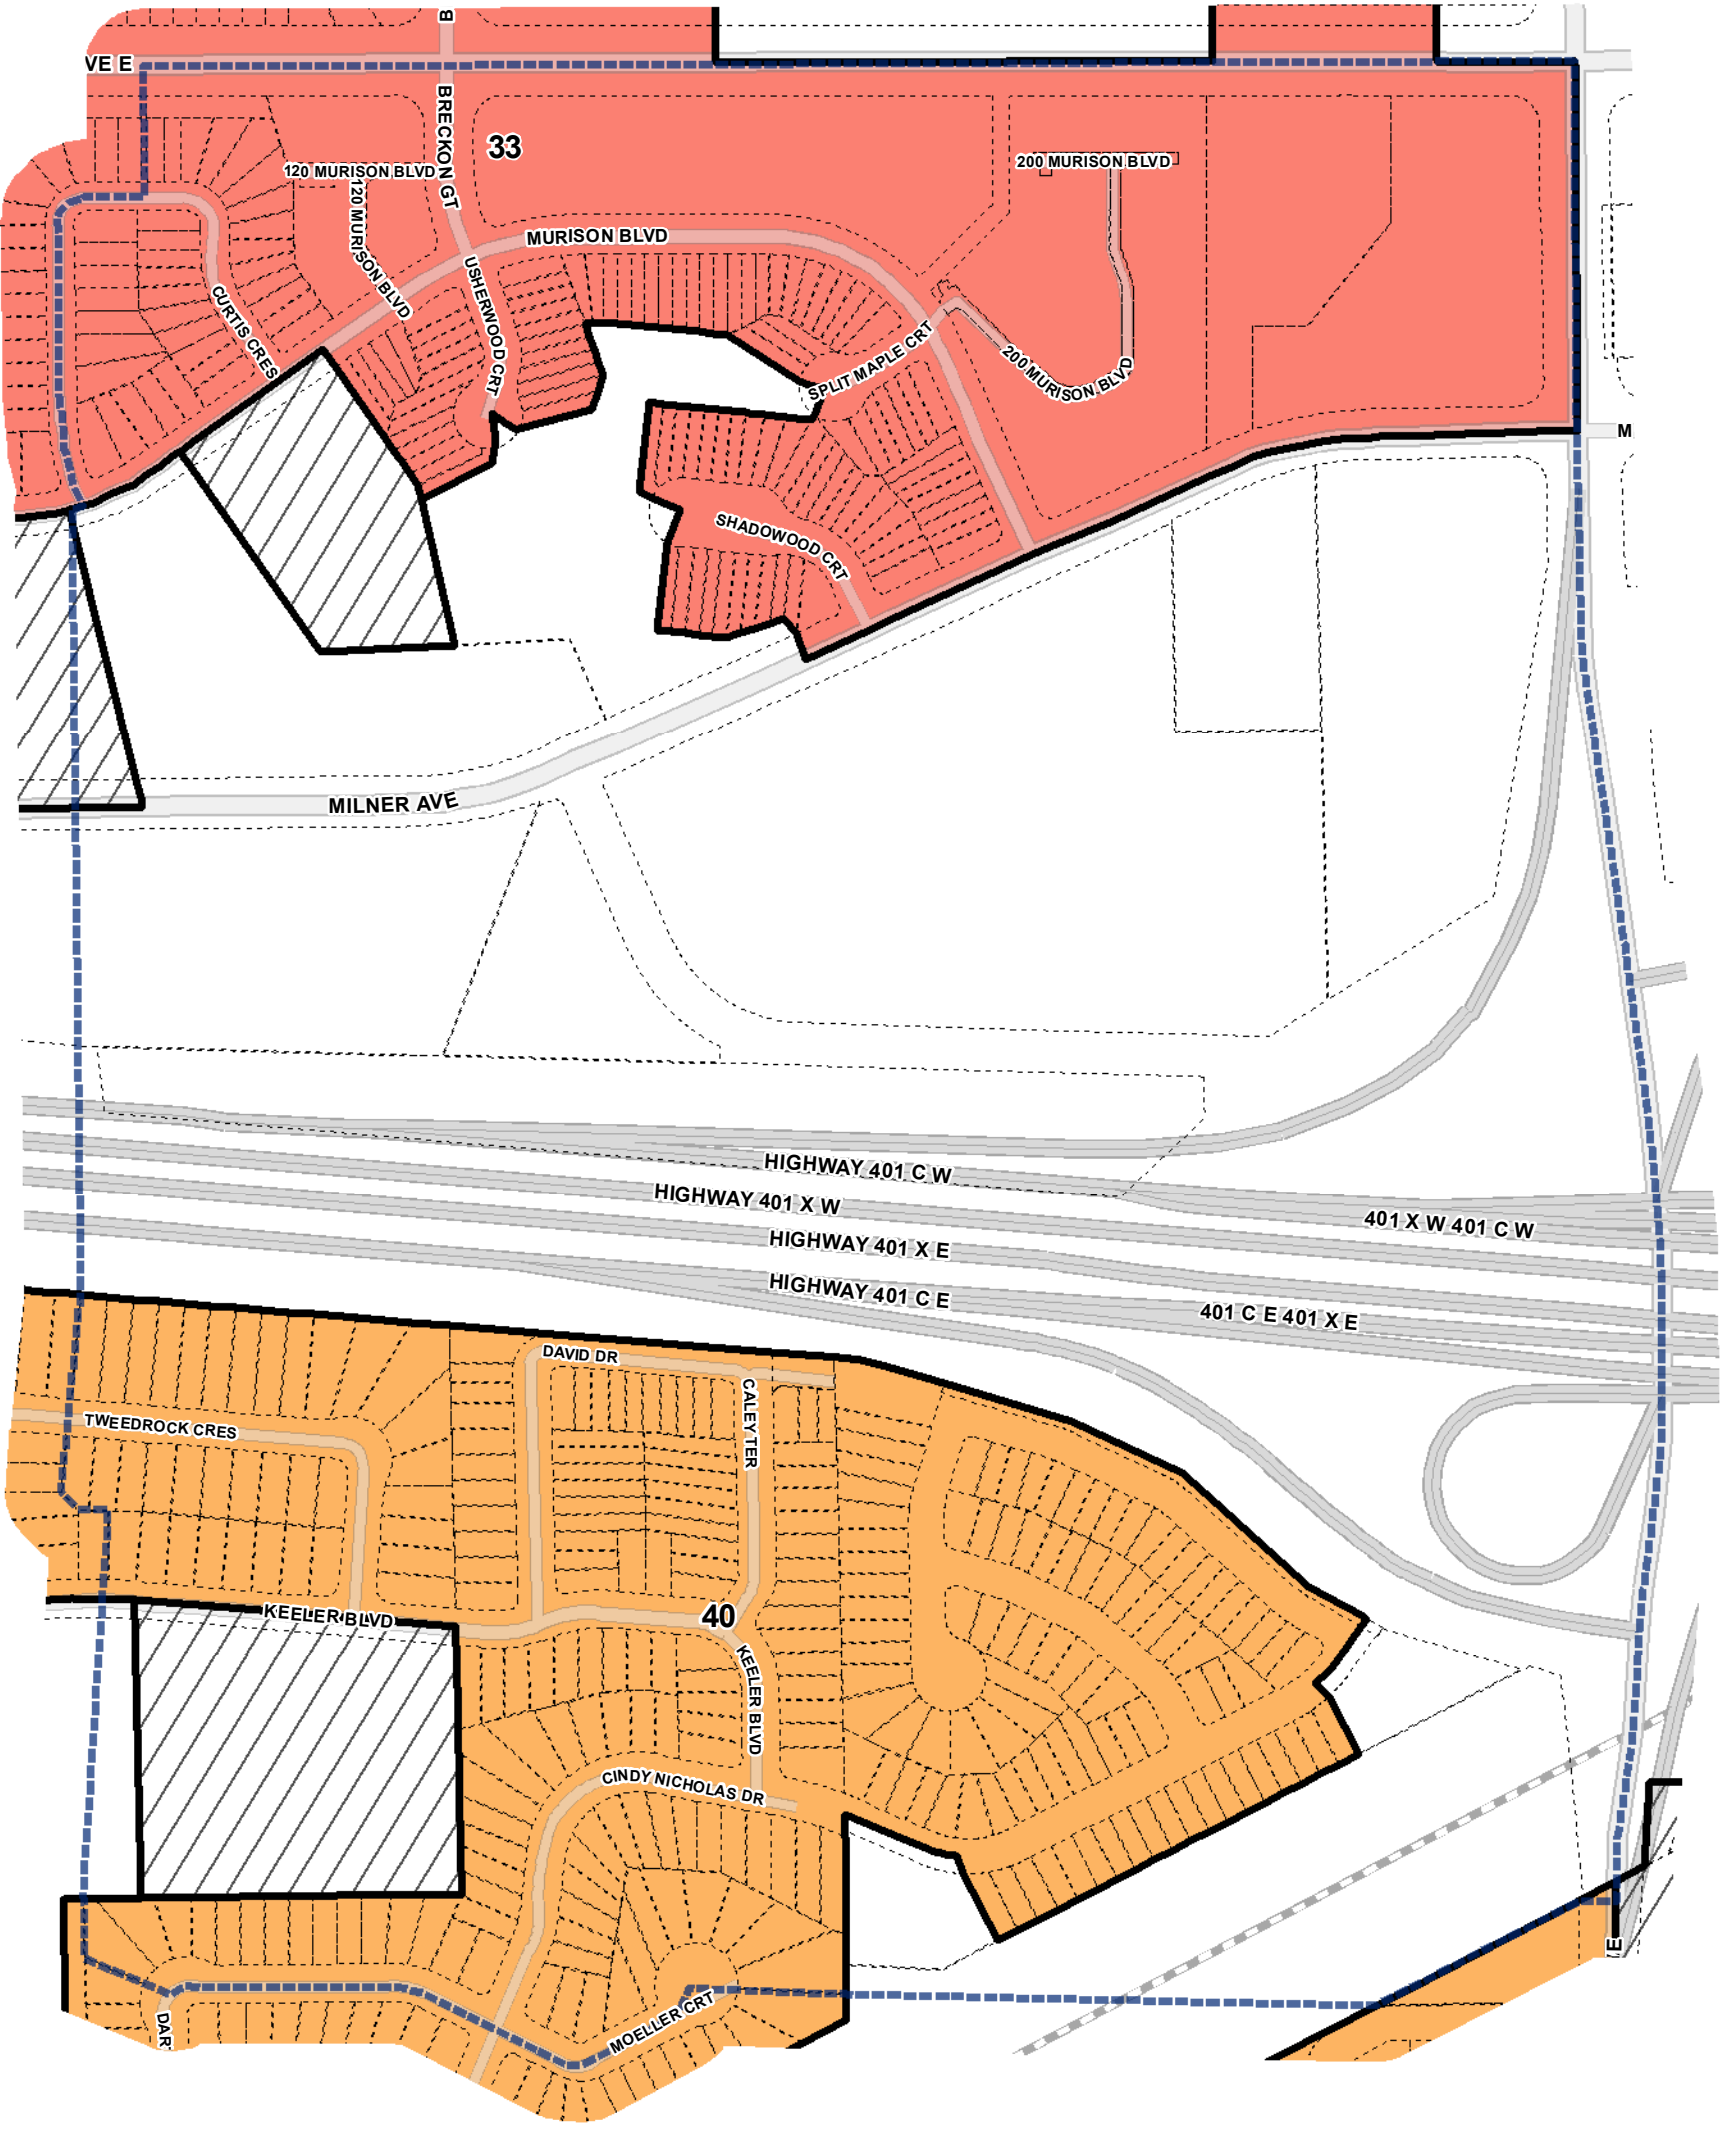 B
VE E
BRECKON GT
33
120 MURISON BLVD
200 MURISON BLVD
120 MURISON BLVD
MURISON BLVD
USHERWOOD CRT
CURTIS CRES
SPLIT MAPLE CRT
200 MURISON BLVD
M
SHADOWOOD CRT
MILNER AVE
HIGHWAY 401 C W
HIGHWAY 401 X W
401 X W 401 C W
HIGHWAY 401 X E
HIGHWAY 401 C E
401 C E 401 X E
DAVID DR
CALEY TER
TWEEDROCK CRES
KEELER BLVD
40
KEELER BLVD
CINDY NICHOLAS DR
E
MOELLER CRT
DAR